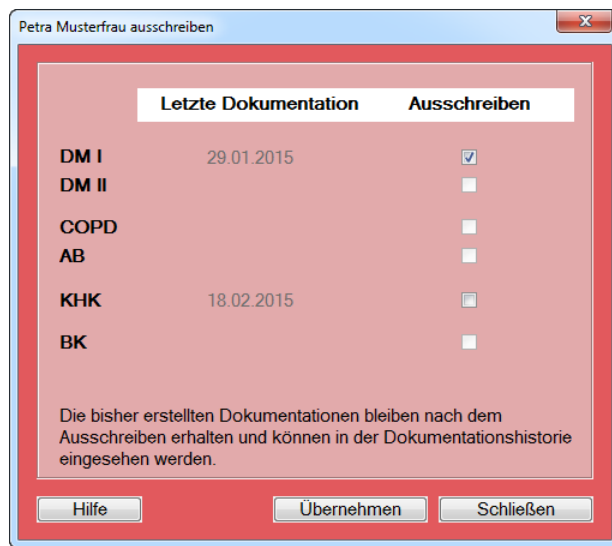 Petra Musterfrau ausschreiben
Letzte Dokumentation Ausschreiben
DM I 29.01.2015
DM II
COPD
AB
KHK 18.02.2015
BK
Die bisher erstellten Dokumentationen bleiben nach dem
Ausschreiben erhalten und können in der Dokumentationshistorie
eingesehen werden.
Hilfe Übernehmen Schließen